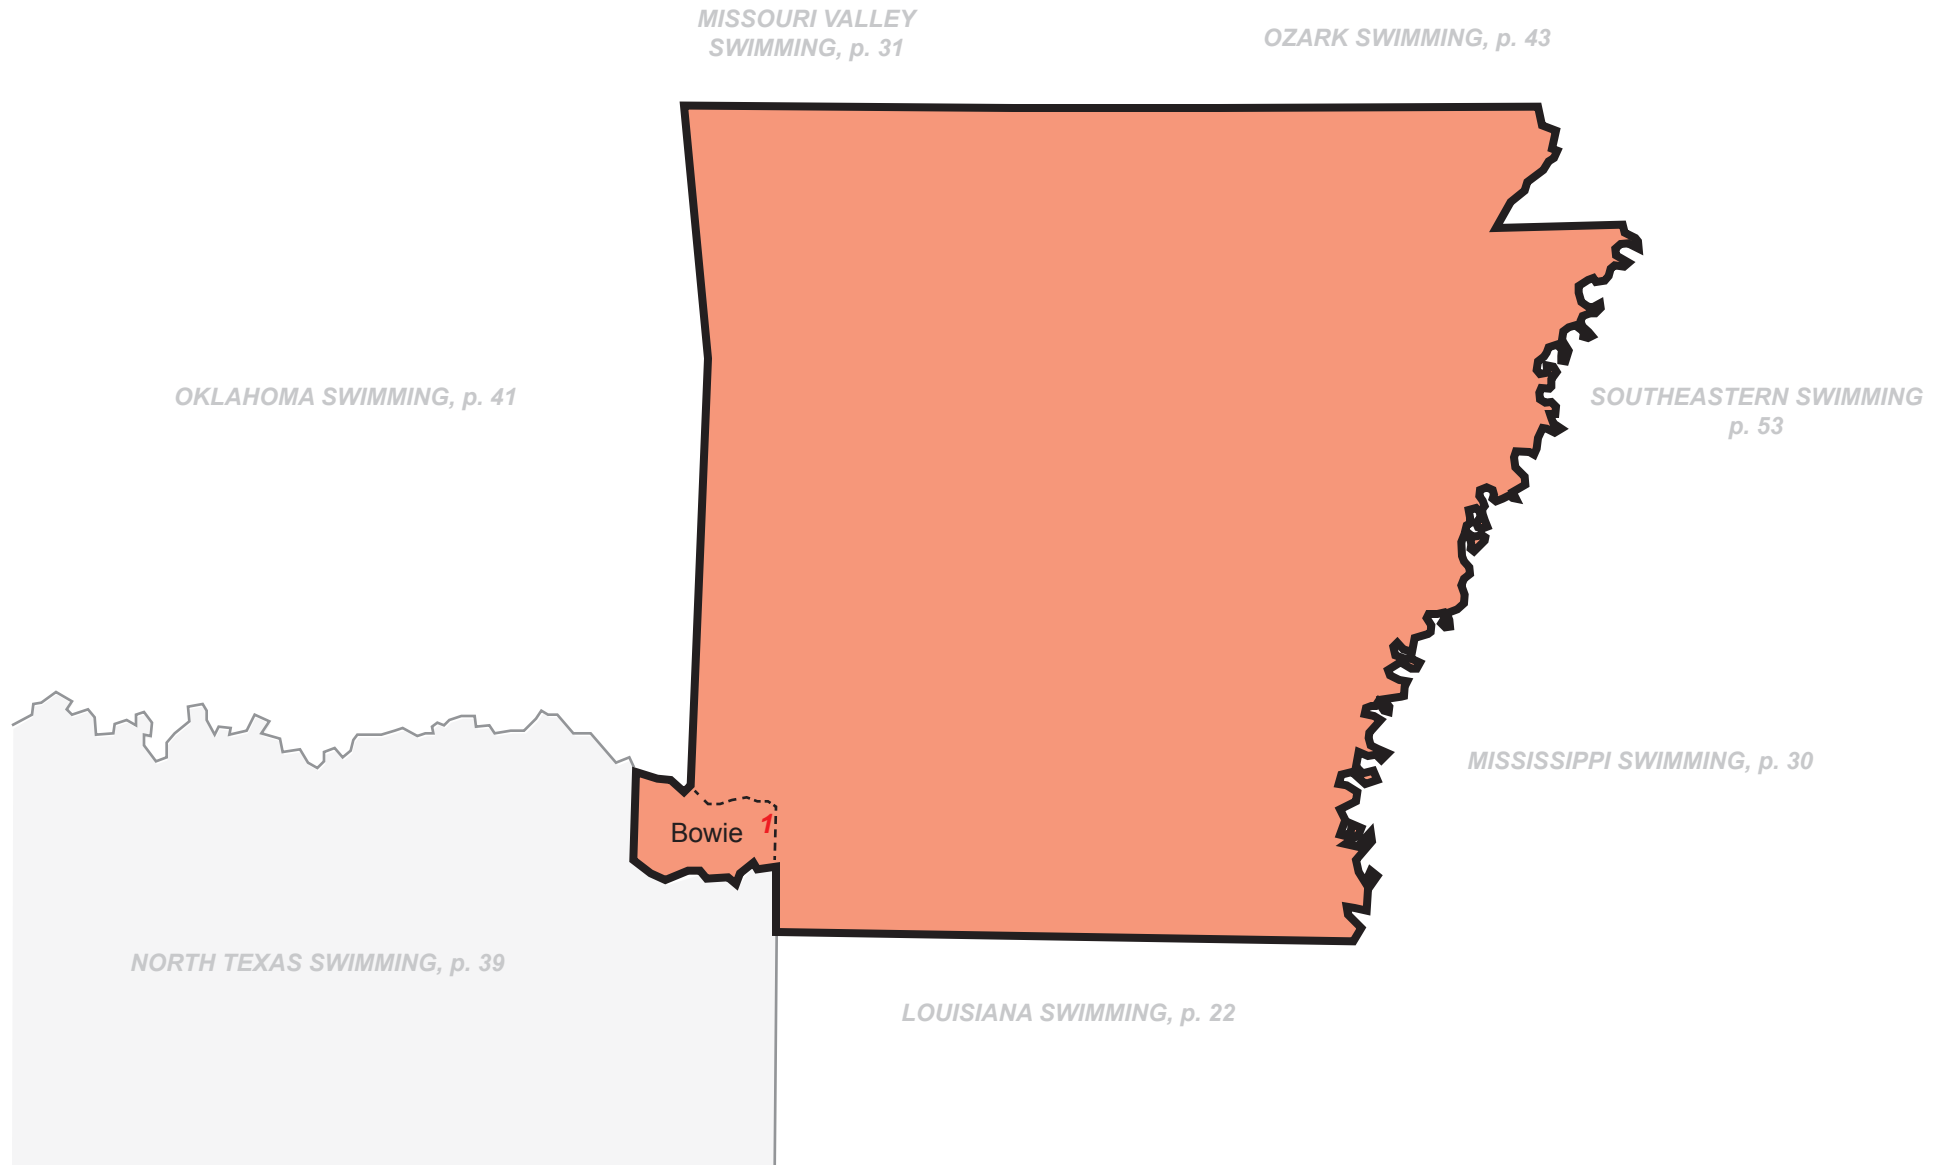 MISSOURI VALLEY
SWIMMING, p. 31
OZARK SWIMMING, p. 43
OKLAHOMA SWIMMING, p. 41
SOUTHEASTERN SWIMMING
p. 53
MISSISSIPPI SWIMMING, p. 30
Bowie 1
NORTH TEXAS SWIMMING, p. 39
LOUISIANA SWIMMING, p. 22